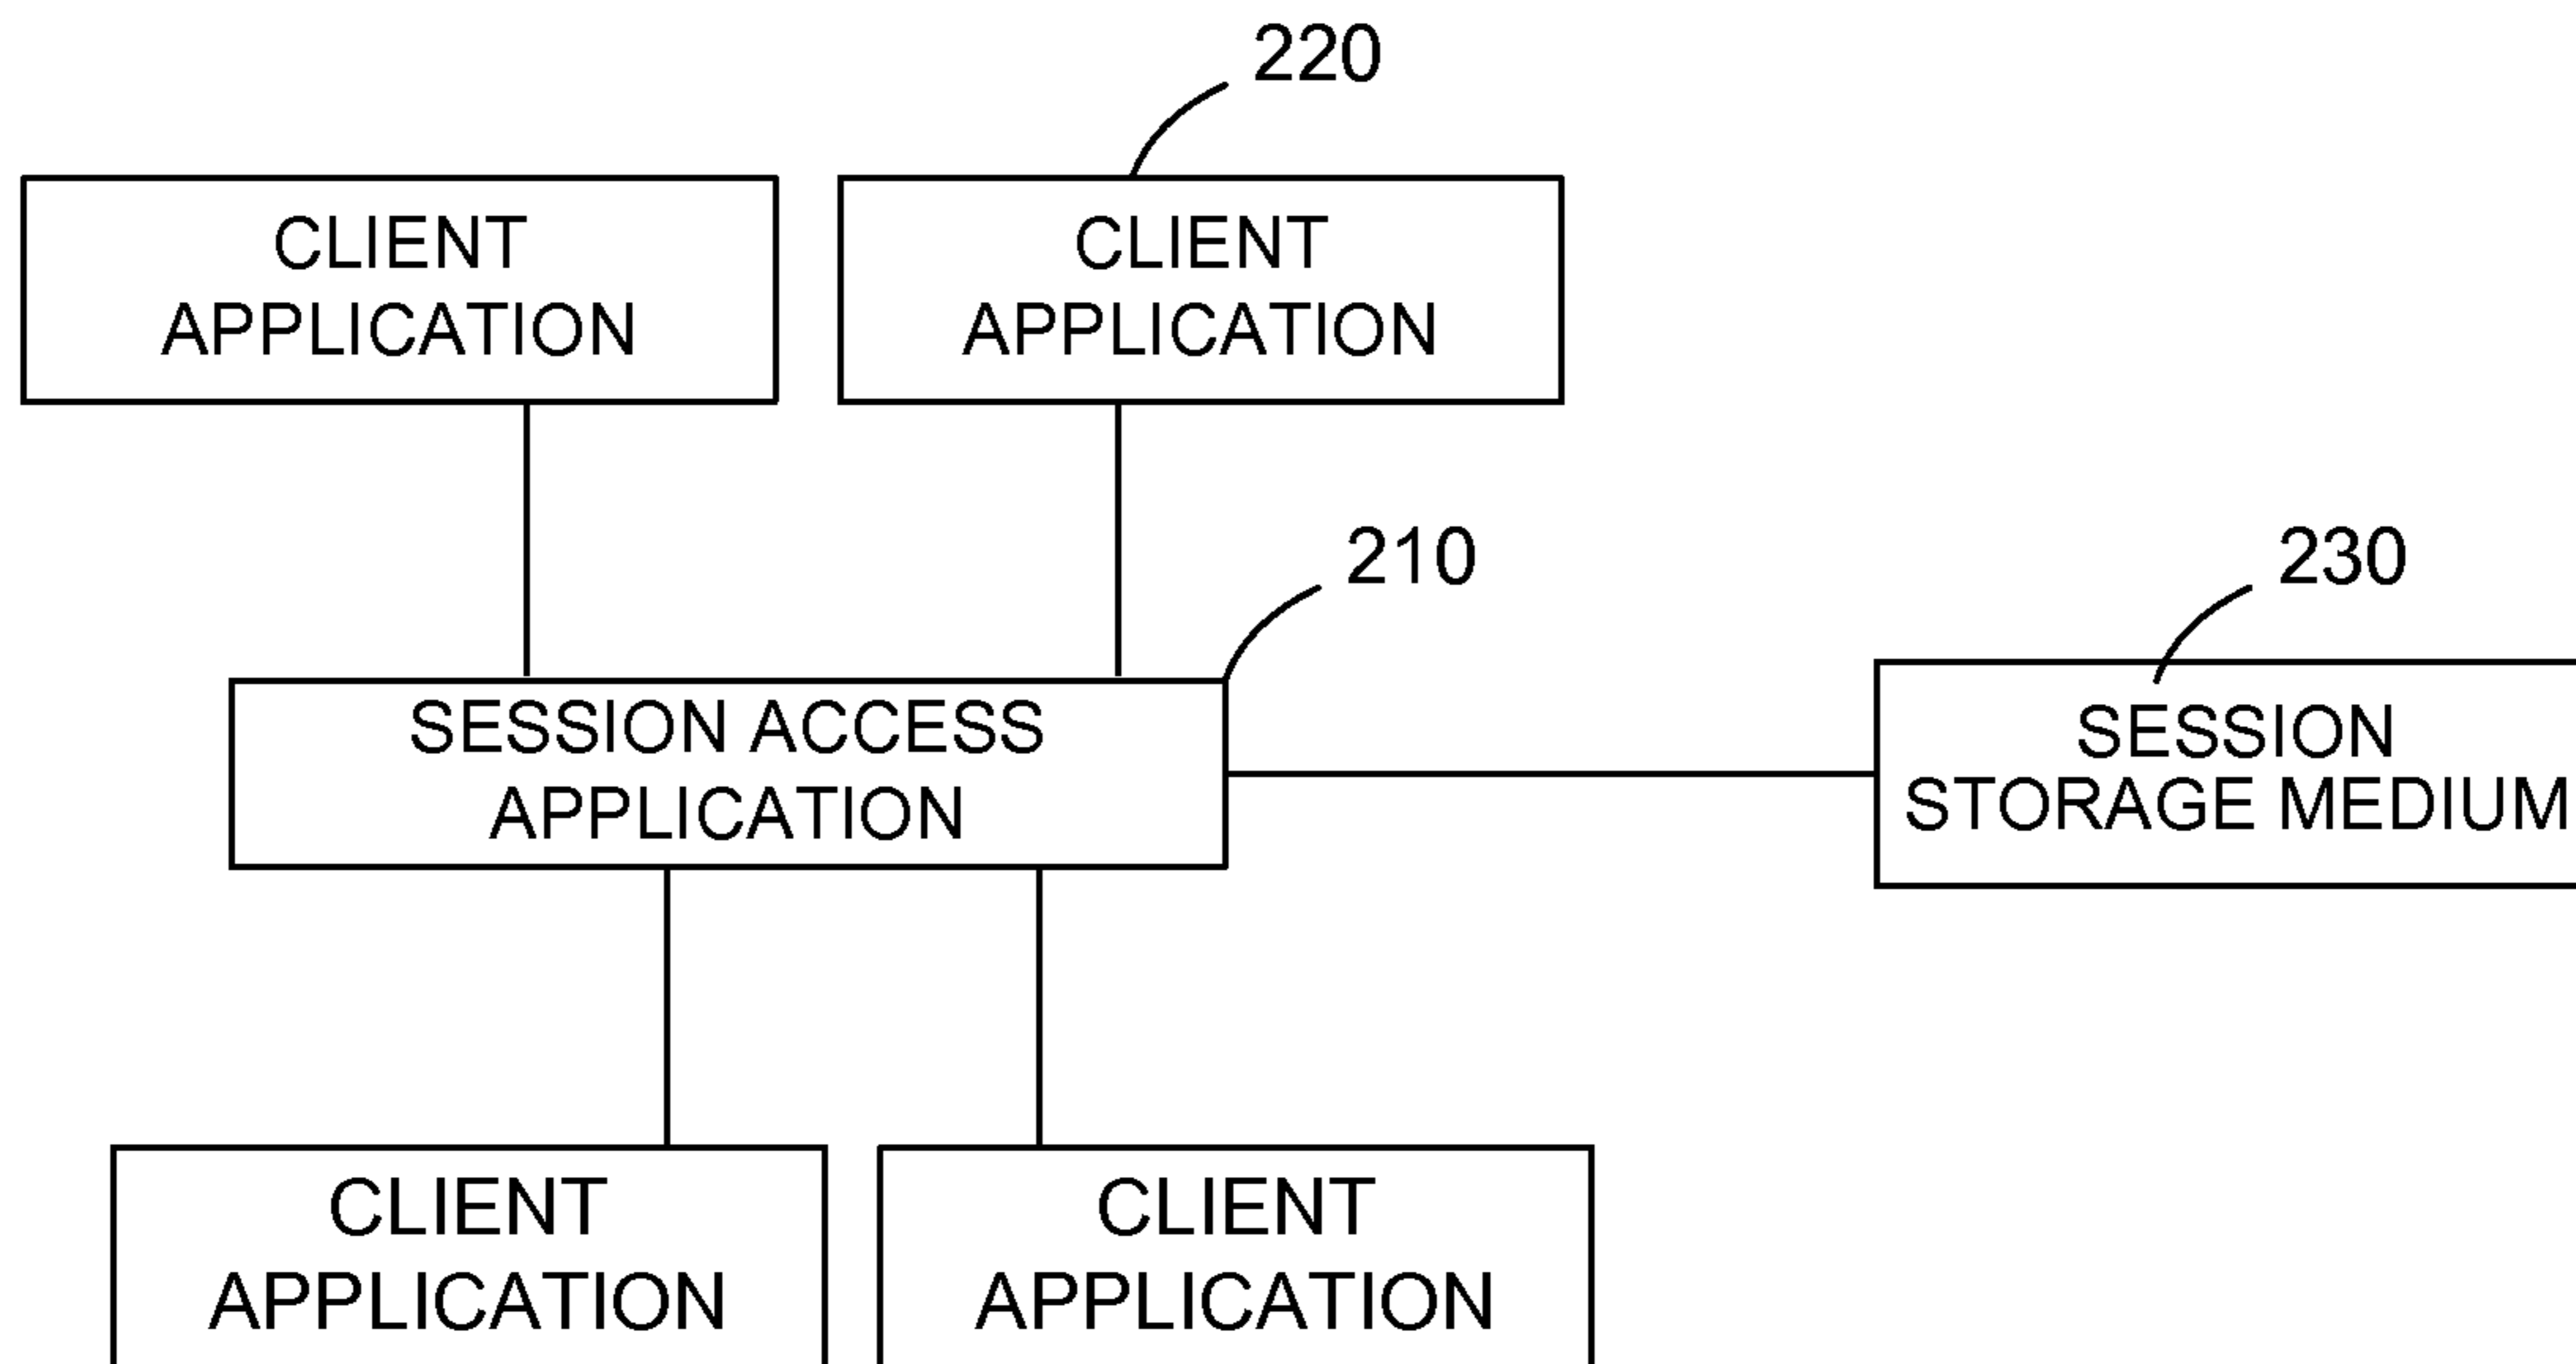 220
CLIENT
APPLICATION
CLIENT
APPLICATION
210
230
SESSION ACCESS
APPLICATION
SESSION
STORAGE MEDIUM
CLIENT
APPLICATION
CLIENT
APPLICATION